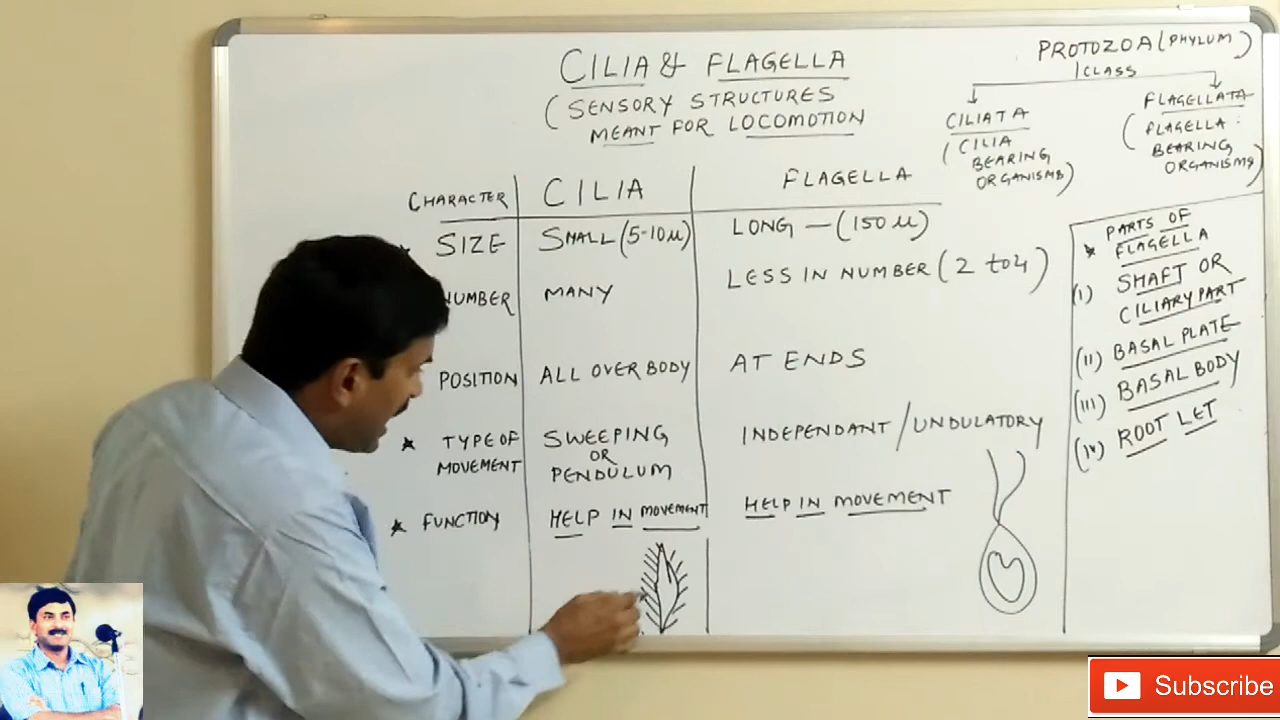 CILIA & FLAGELLA
(SENSORY STRUCTURES
MEANT FOR LOCOMOTION
PROTOZOA (PHYLUM)
/CLASS
CILIATA
(CILIA
BEARING
ORGANISMS)
FLAGELLATA
(FLAGELLA
BEARING
ORGANISMS)
CHARACTER CILIA FLAGELLA
SIZE SMALL (5-10µ) LONG — (150 µ)
NUMBER MANY LESS IN NUMBER (2 to 4)
POSITION ALL OVER BODY AT ENDS
TYPE OF SWEEPING INDEPENDANT / UNDULATORY
OR
MOVEMENT PENDULUM
FUNCTION HELP IN MOVEMENT HELP IN MOVEMENT
PARTS OF
FLAGELLA
(I) SHAFT OR
CILIARY PART
(II) BASAL PLATE
(III) BASAL BODY
(IV) ROOT LET
Subscribe